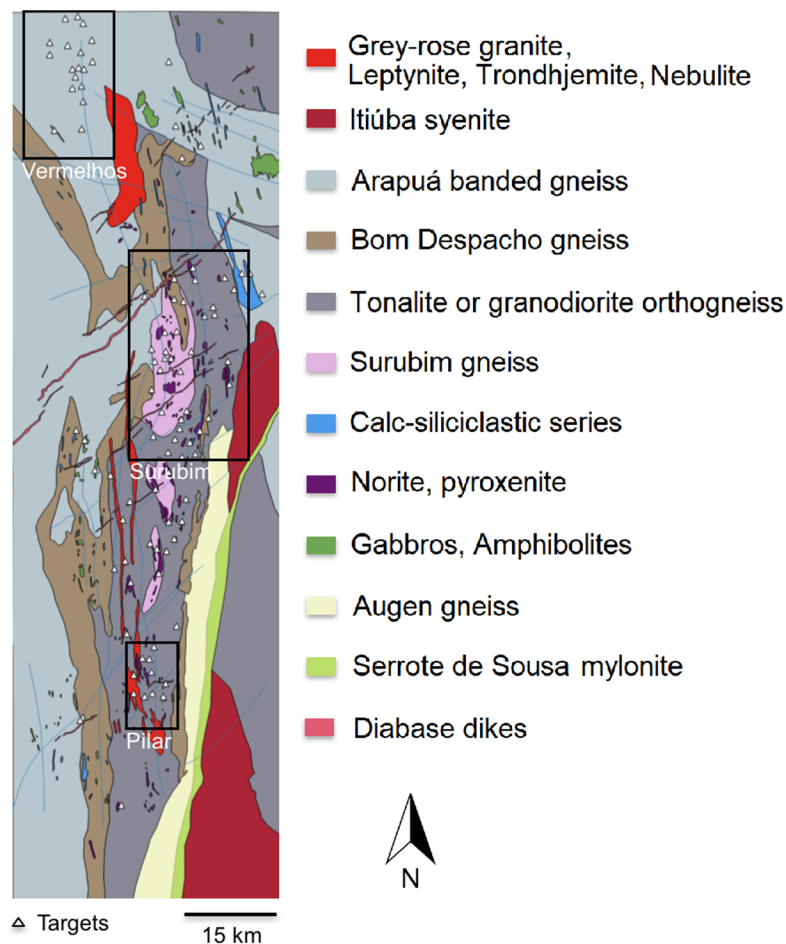 Grey-rose granite,
Leptynite, Trondhjemite, Nebulite
Itiúba syenite
Arapuá banded gneiss
Bom Despacho gneiss
Tonalite or granodiorite orthogneiss
Surubim gneiss
Calc-siliciclastic series
Norite, pyroxenite
Gabbros, Amphibolites
Augen gneiss
Serrote de Sousa mylonite
Diabase dikes
Vermelhos
Surubim
Pilar
N
Targets
15 km